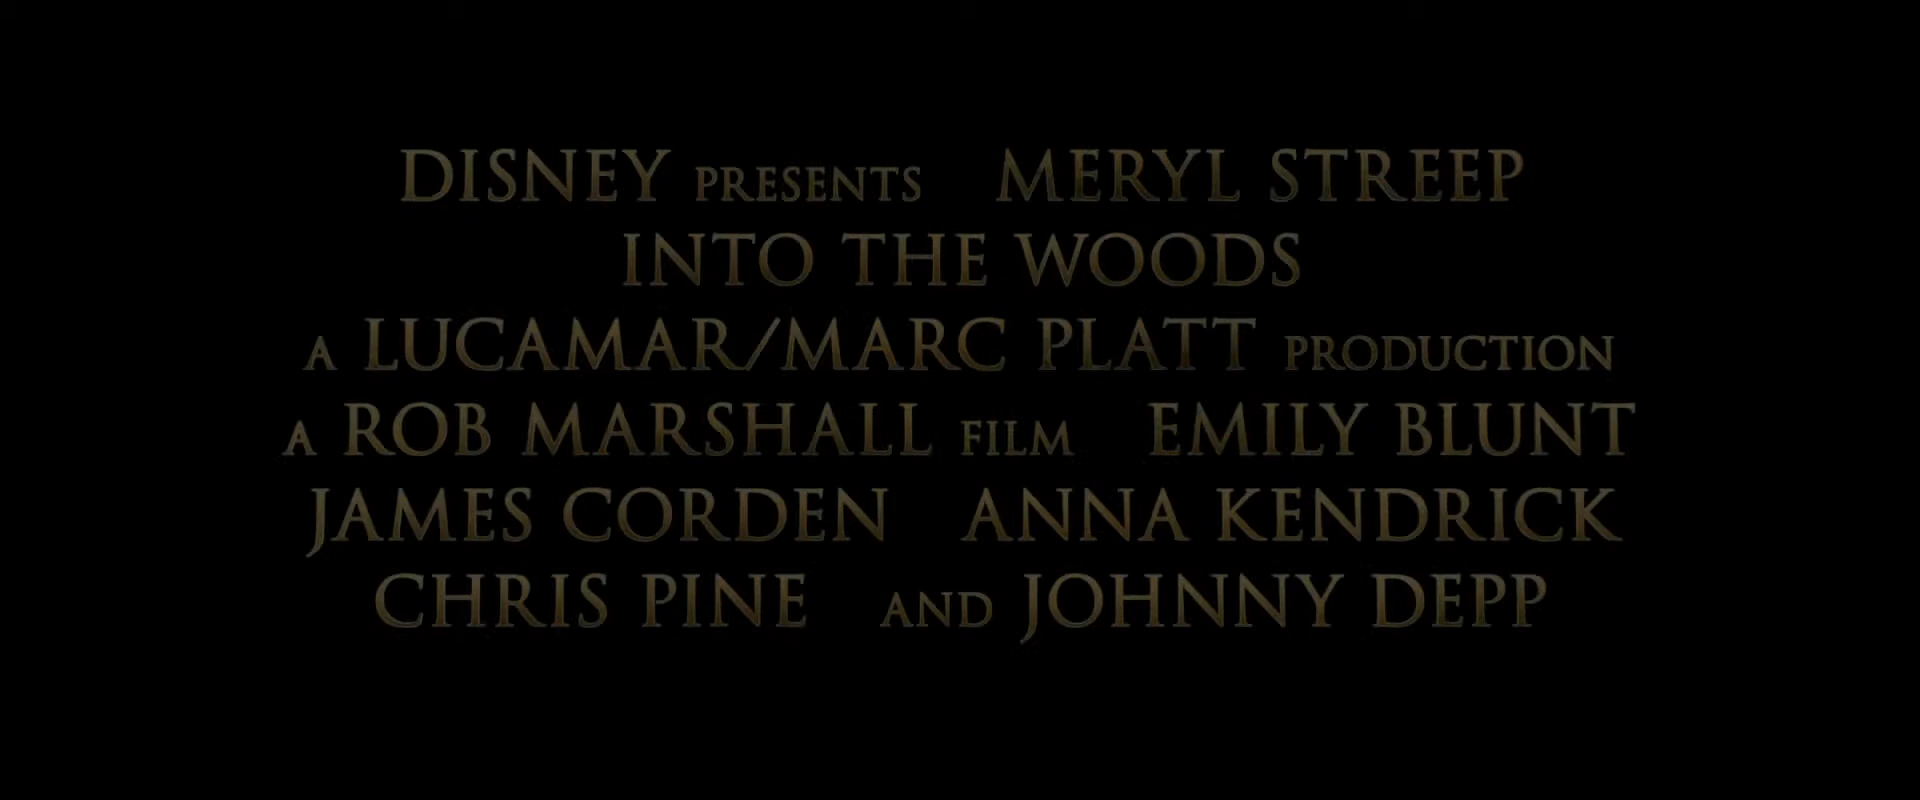 DISNEY PRESENTS MERYL STREEP
INTO THE WOODS
A LUCAMAR/MARC PLATT PRODUCTION
A ROB MARSHALL FILM EMILY BLUNT
JAMES CORDEN ANNA KENDRICK
CHRIS PINE AND JOHNNY DEPP